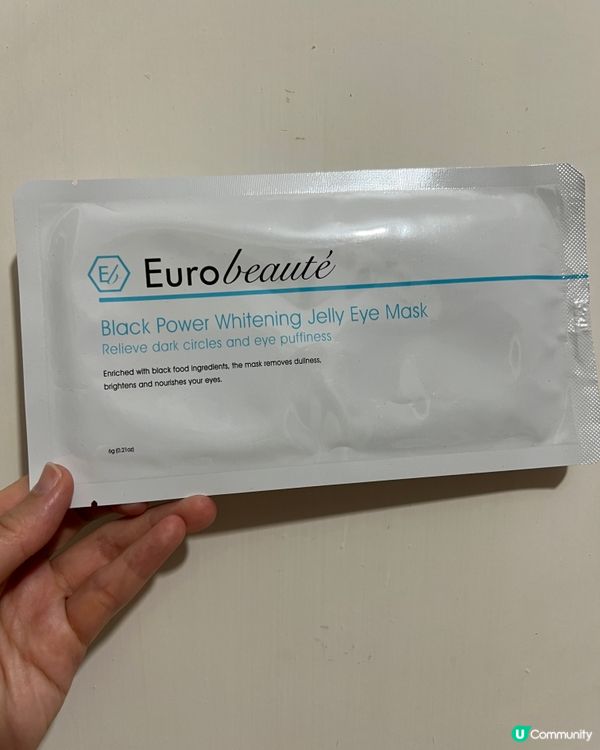 EB
Eurobeauté
Black Power Whitening Jelly Eye Mask
Relieve dark circles and eye puffiness
Enriched with black food ingredients, the mask removes dullness,
brightens and nourishes your eyes.
6g (0.21oz)
U Community